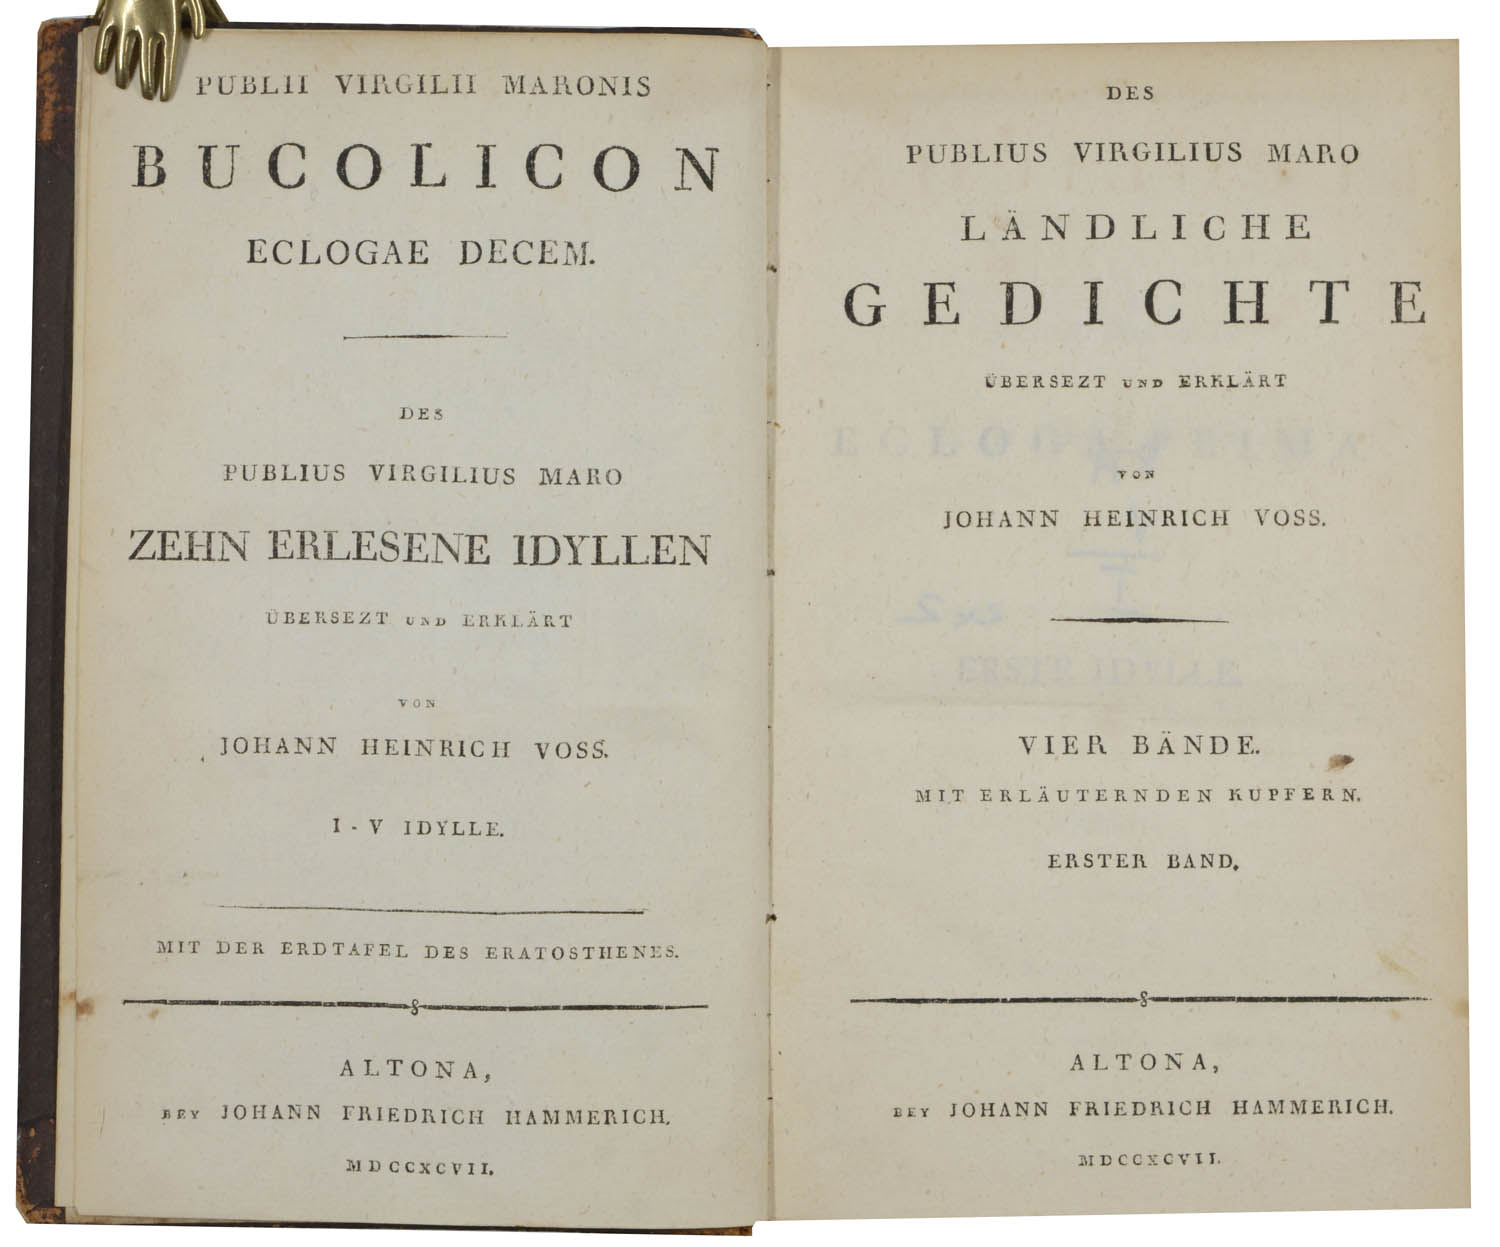 PUBLII VIRGILII MARONIS
BUCOLICON
ECLOGAE DECEM.
DES
PUBLIUS VIRGILIUS MARO
ZEHN ERLESENE IDYLLEN
ÜBERSEZT UND ERKLÄRT
VON
JOHANN HEINRICH VOSS.
I - V IDYLLE.
MIT DER ERDTAFEL DES ERATOSTHENES.
ALTONA,
BEY JOHANN FRIEDRICH HAMMERICH.
MDCCXCVII.
DES
PUBLIUS VIRGILIUS MARO
LÄNDLICHE
GEDICHTE
ÜBERSEZT UND ERKLÄRT
VON
JOHANN HEINRICH VOSS.
VIER BÄNDE.
MIT ERLÄUTERNDEN KUPFERN.
ERSTER BAND.
ALTONA,
BEY JOHANN FRIEDRICH HAMMERICH.
MDCCXCVII.